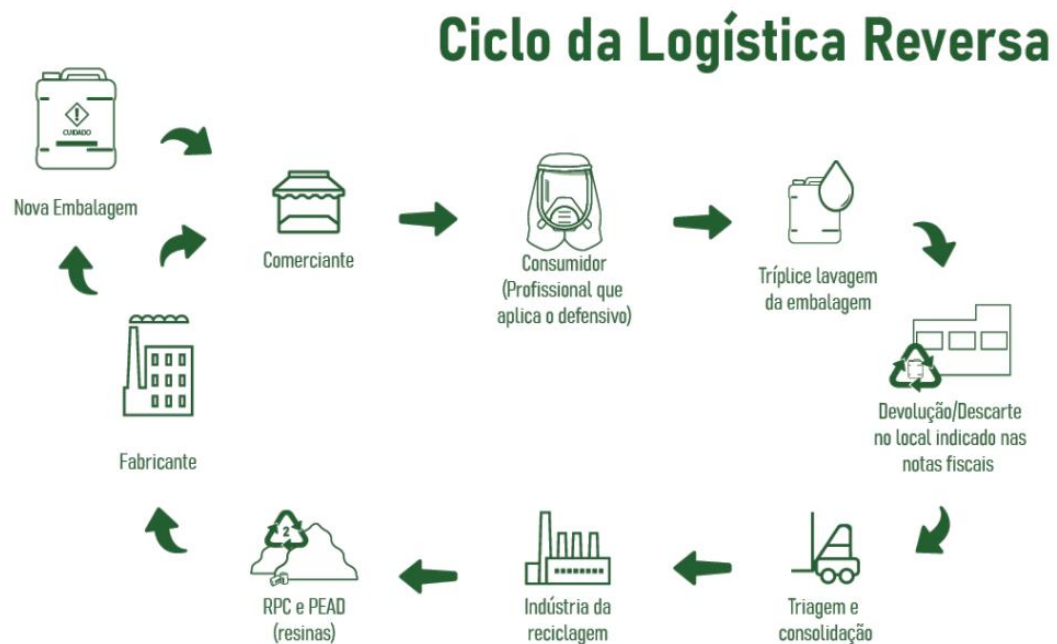 Ciclo da Logística Reversa
CUIDADO
Nova Embalagem
Comerciante
Consumidor
(Profissional que
aplica o defensivo)
Tríplice lavagem
da embalagem
Devolução/Descarte
no local indicado nas
notas fiscais
Triagem e
consolidação
Indústria da
reciclagem
2
RPC e PEAD
(resinas)
Fabricante